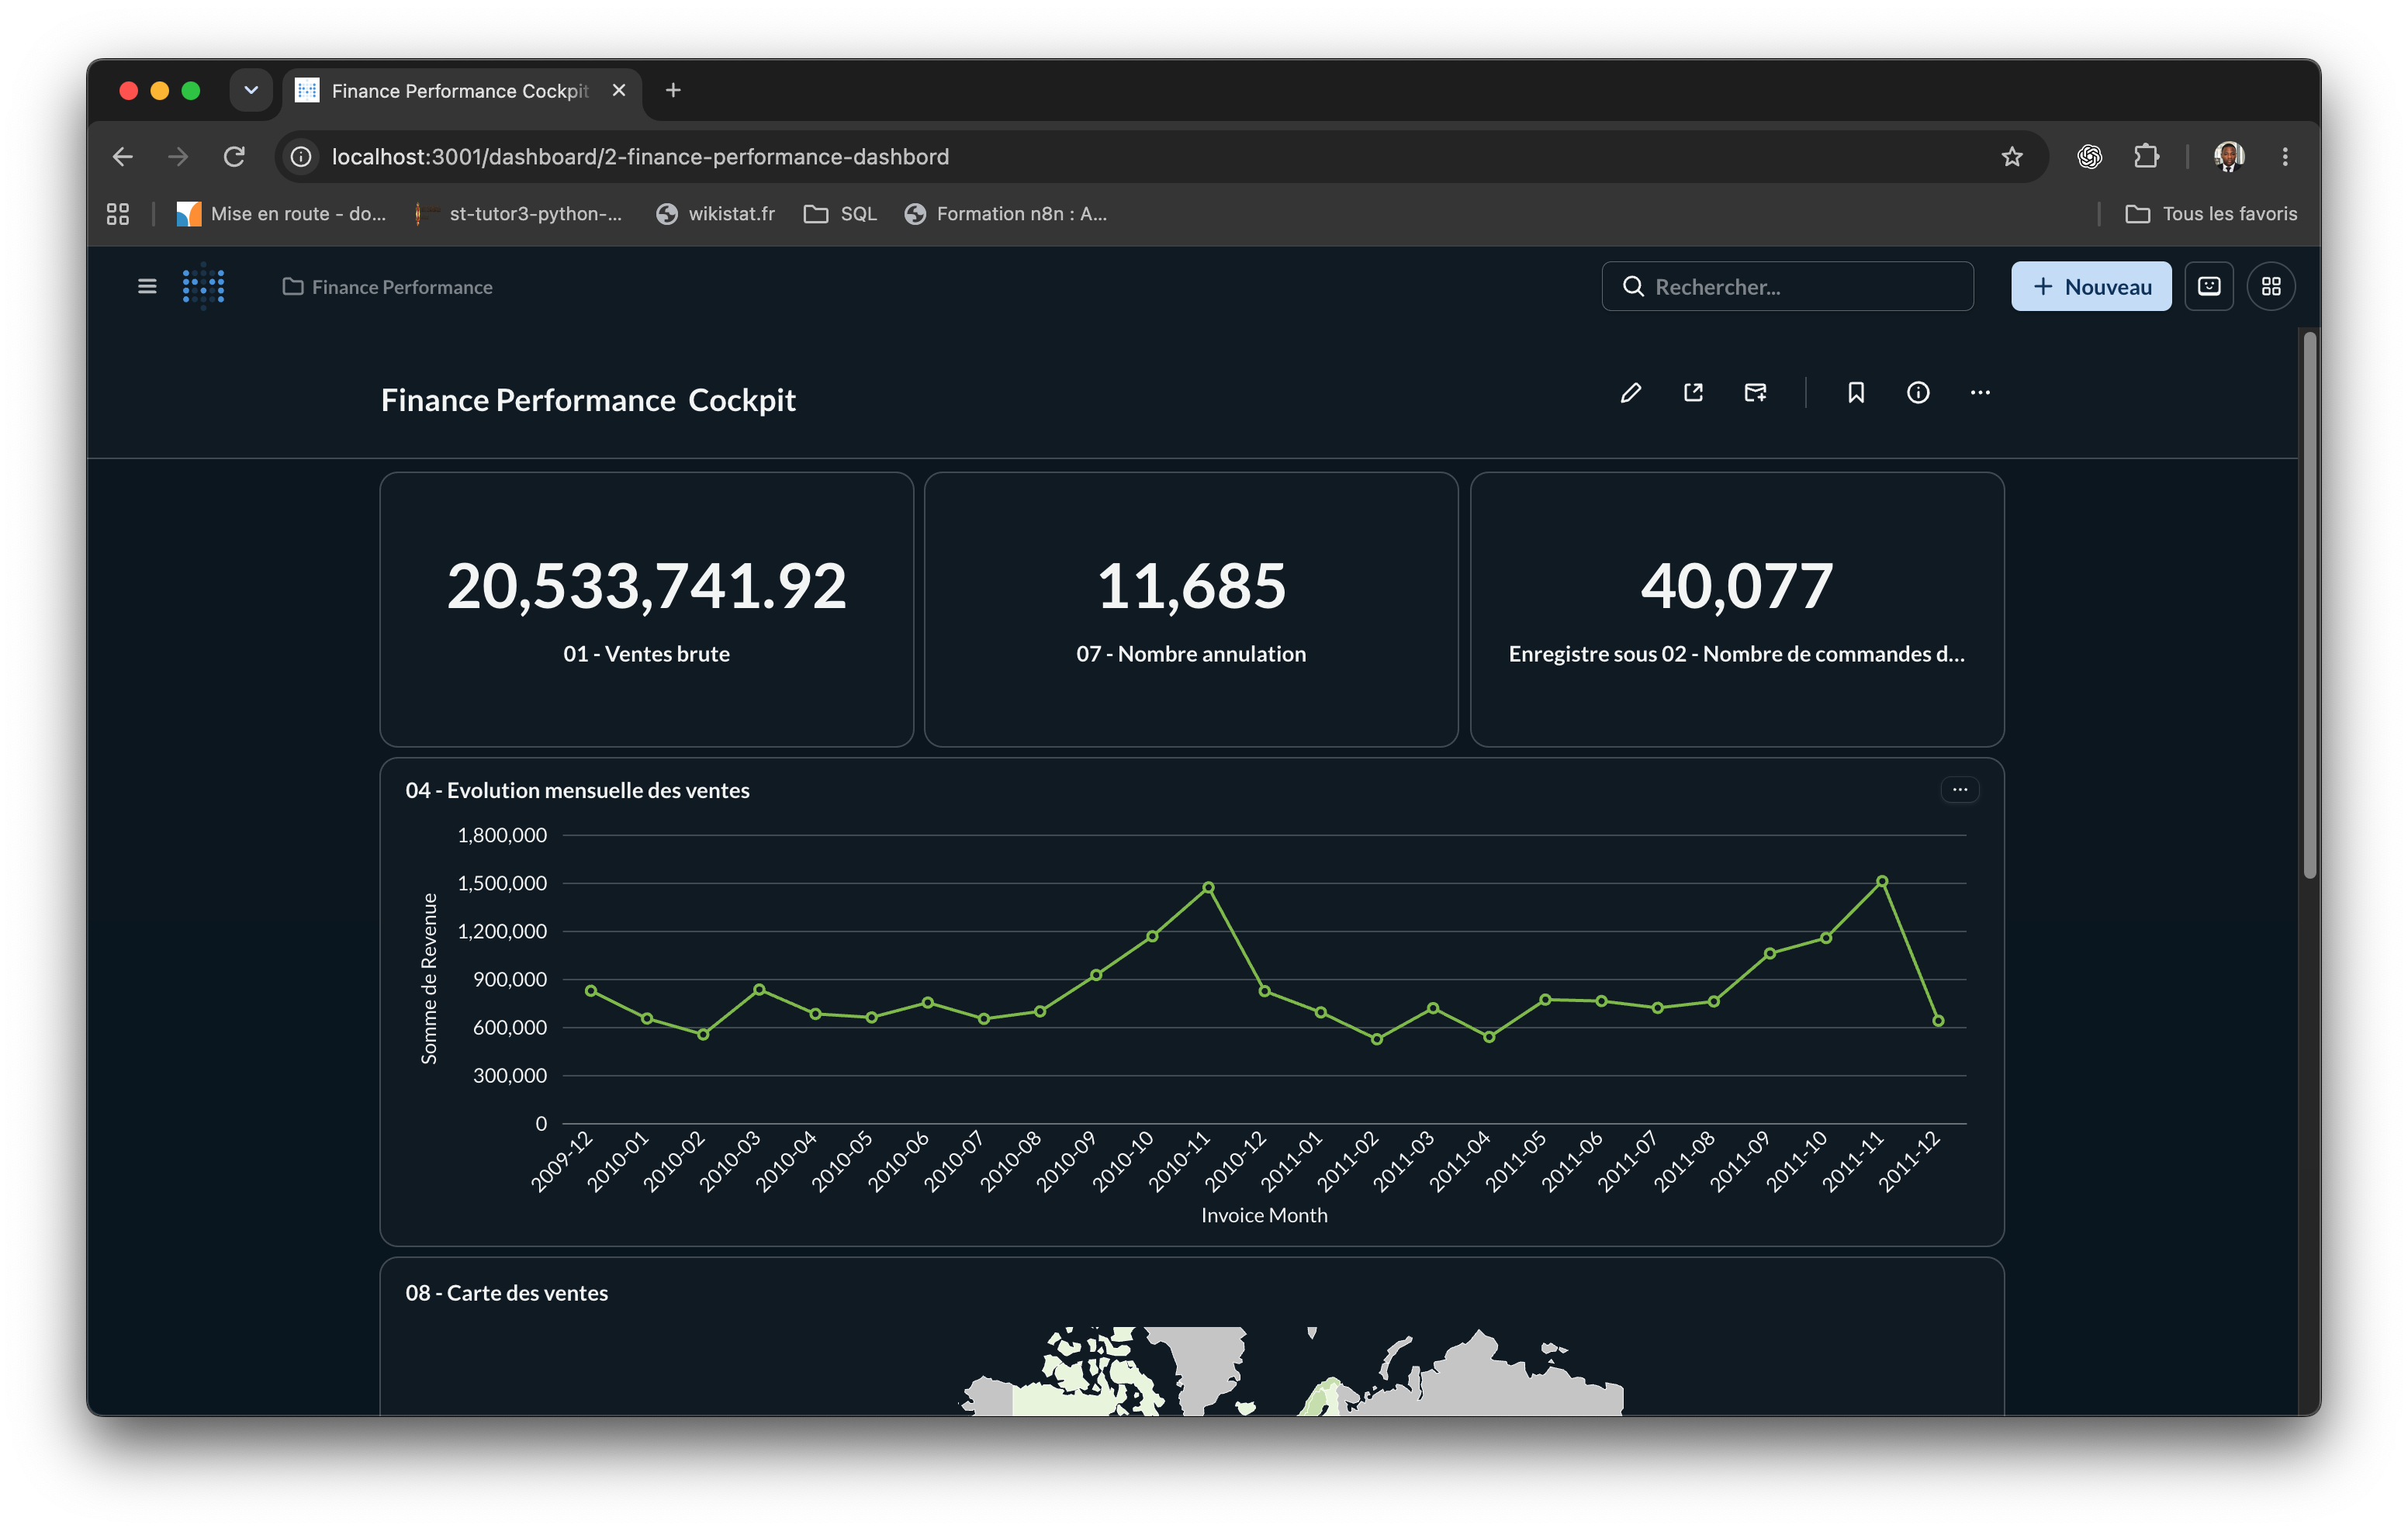 Finance Performance Cockpit
localhost:3001/dashboard/2-finance-performance-dashbord
Mise en route - do... st-tutor3-python-... wikistat.fr SQL Formation n8n : A... Tous les favoris
Finance Performance Rechercher... + Nouveau
Finance Performance Cockpit
20,533,741.92
01 - Ventes brute
11,685
07 - Nombre annulation
40,077
Enregistre sous 02 - Nombre de commandes d...
04 - Evolution mensuelle des ventes
Somme de Revenue
1,800,000
1,500,000
1,200,000
900,000
600,000
300,000
0
2009-12 2010-01 2010-02 2010-03 2010-04 2010-05 2010-06 2010-07 2010-08 2010-09 2010-10 2010-11 2010-12 2011-01 2011-02 2011-03 2011-04 2011-05 2011-06 2011-07 2011-08 2011-09 2011-10 2011-11 2011-12
Invoice Month
08 - Carte des ventes